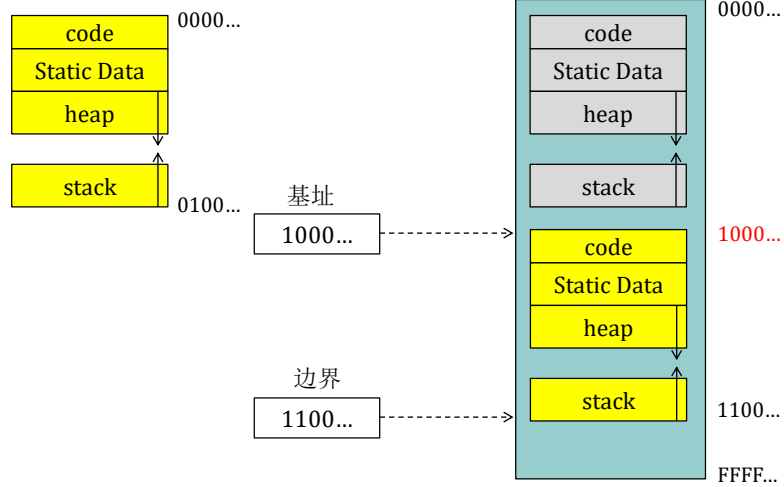 code
Static Data
heap
stack
0000...
0100...
基址
1000...
边界
1100...
code
Static Data
heap
stack
code
Static Data
heap
stack
0000...
1000...
1100...
FFFF...